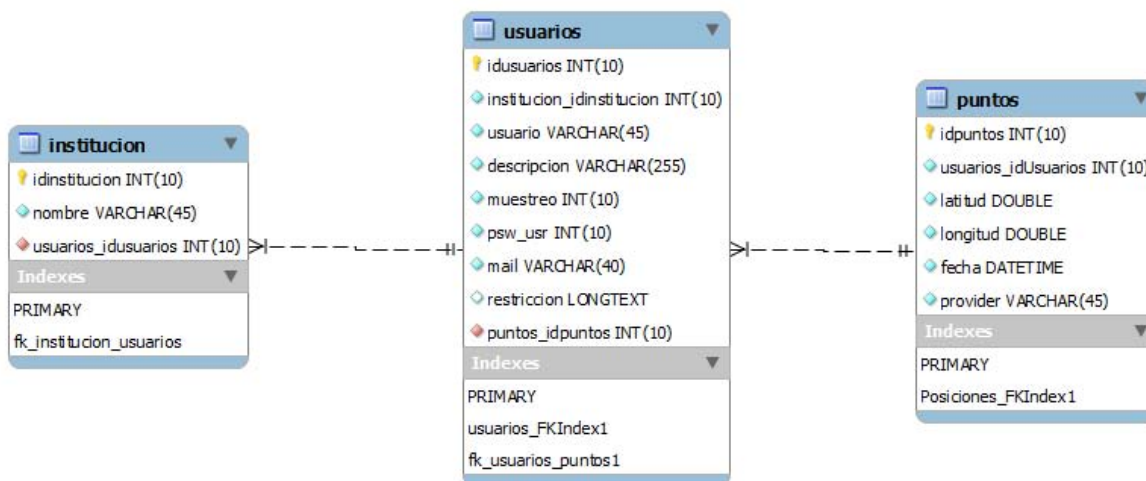 institucion
idinstitucion INT(10)
nombre VARCHAR(45)
usuarios_idusuarios INT(10)
Indexes
PRIMARY
fk_institucion_usuarios
usuarios
idusuarios INT(10)
institucion_idinstitucion INT(10)
usuario VARCHAR(45)
descripcion VARCHAR(255)
muestreo INT(10)
psw_usr INT(10)
mail VARCHAR(40)
restriccion LONGTEXT
puntos_idpuntos INT(10)
Indexes
PRIMARY
usuarios_FKIndex1
fk_usuarios_puntos1
puntos
idpuntos INT(10)
usuarios_idUsuarios INT(10)
latitud DOUBLE
longitud DOUBLE
fecha DATETIME
provider VARCHAR(45)
Indexes
PRIMARY
Posiciones_FKIndex1